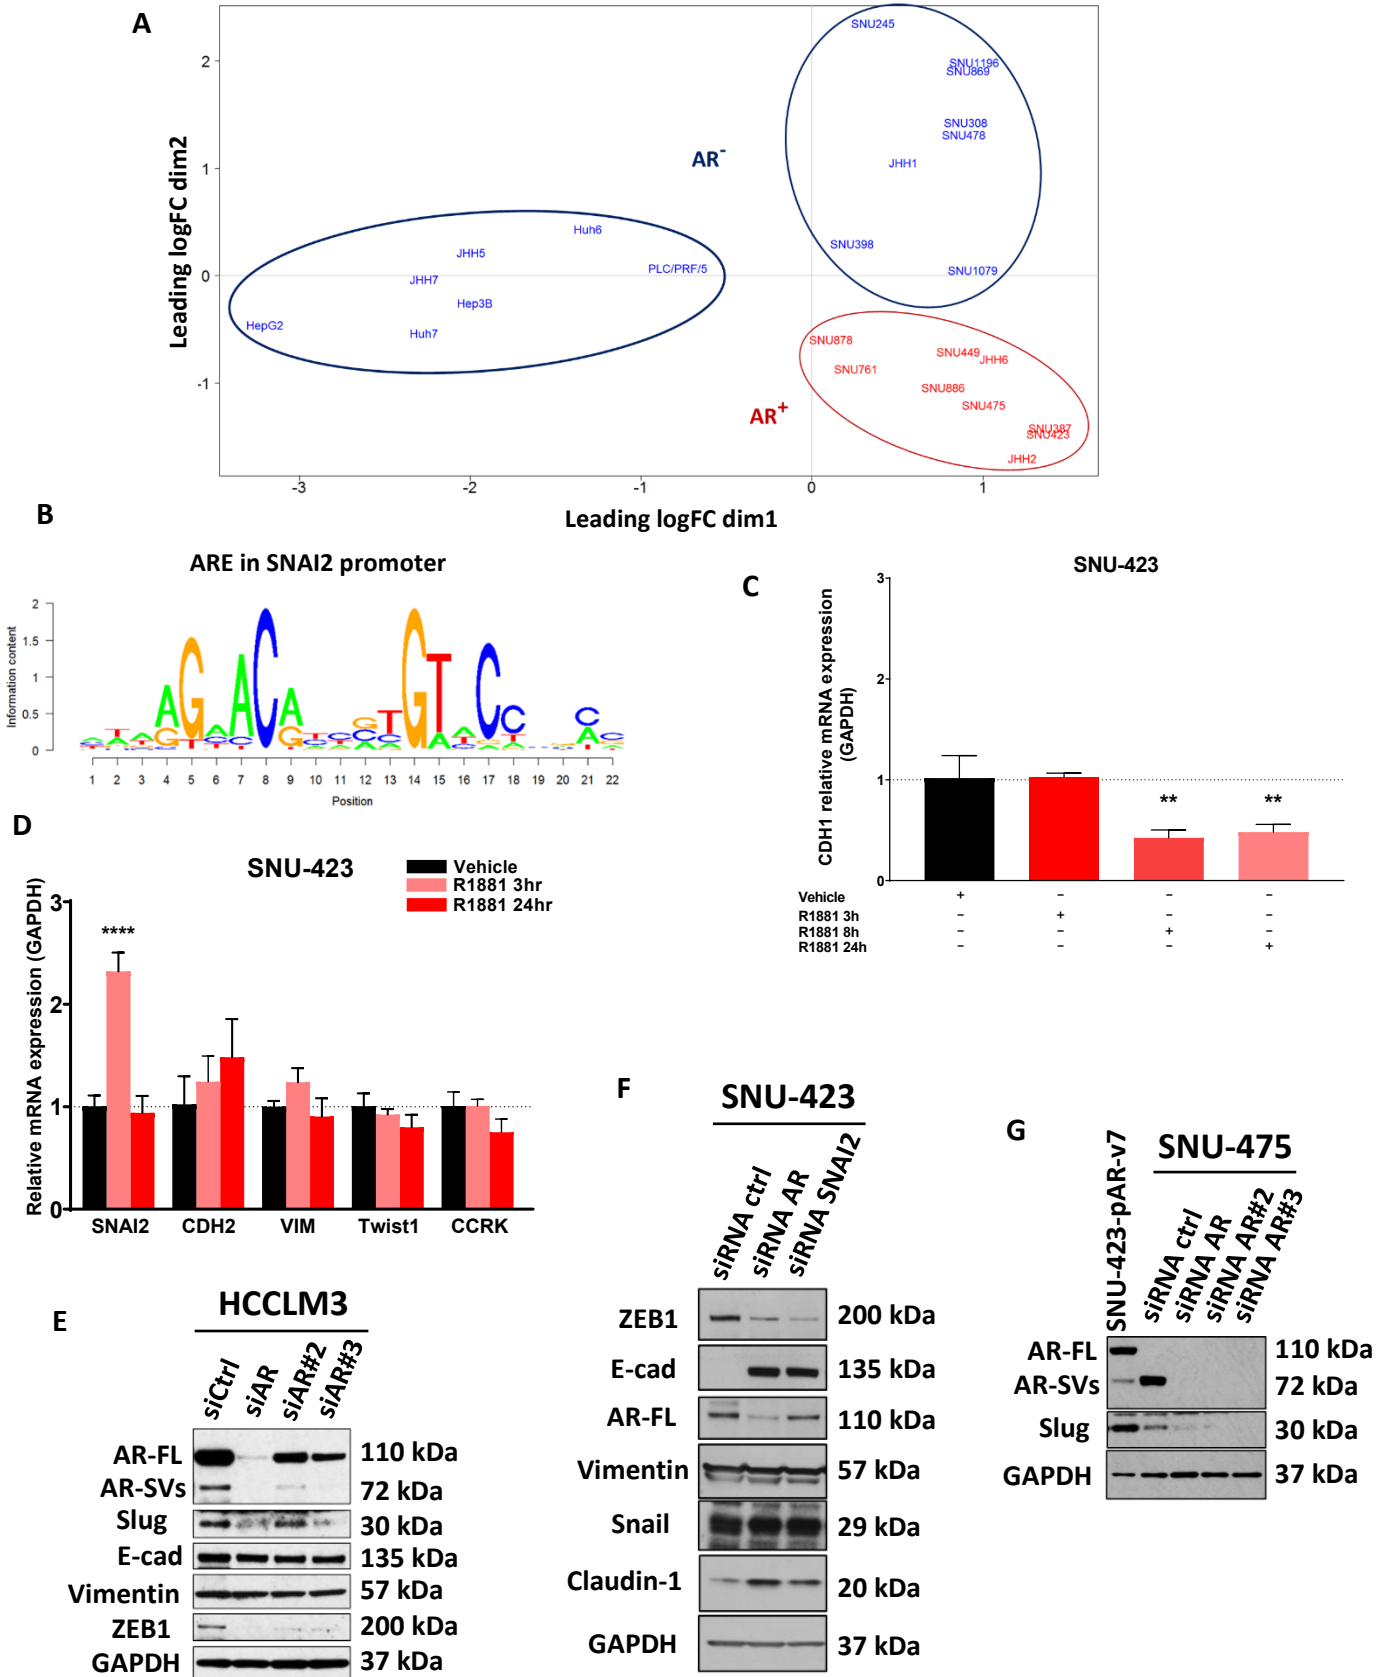 A
Leading logFC dim2
2
1
0
-1
SNU245
SNU1196
SNU869
SNU308
SNU478
JHH1
SNU398
SNU1079
AR-
Huh6
JHH5
PLC/PRF/5
JHH7
Hep3B
HepG2
Huh7
SNU878
SNU449
JHH6
SNU761
SNU886
SNU475
SNU387
SNU423
JHH2
AR+
-3 -2 -1 0 1
Leading logFC dim1
B
ARE in SNAI2 promoter
Information content
2
1.5
1
0.5
0
1 2 3 4 5 6 7 8 9 10 11 12 13 14 15 16 17 18 19 20 21 22
Position
C
SNU-423
CDH1 relative mRNA expression
(GAPDH)
3
2
1
0
** **
Vehicle + - - -
R1881 3h - + - -
R1881 8h - - + -
R1881 24h - - - +
D
SNU-423
Vehicle
R1881 3hr
R1881 24hr
Relative mRNA expression (GAPDH)
3
2
1
0
****
SNAI2 CDH2 VIM Twist1 CCRK
E
HCCLM3
siCtrl siAR siAR#2 siAR#3
AR-FL 110 kDa
AR-SVs 72 kDa
Slug 30 kDa
E-cad 135 kDa
Vimentin 57 kDa
ZEB1 200 kDa
GAPDH 37 kDa
F
SNU-423
siRNA ctrl siRNA AR siRNA SNAI2
ZEB1 200 kDa
E-cad 135 kDa
AR-FL 110 kDa
Vimentin 57 kDa
Snail 29 kDa
Claudin-1 20 kDa
GAPDH 37 kDa
G
SNU-475
SNU-423-pAR-v7 siRNA ctrl siRNA AR siRNA AR#2 siRNA AR#3
AR-FL 110 kDa
AR-SVs 72 kDa
Slug 30 kDa
GAPDH 37 kDa